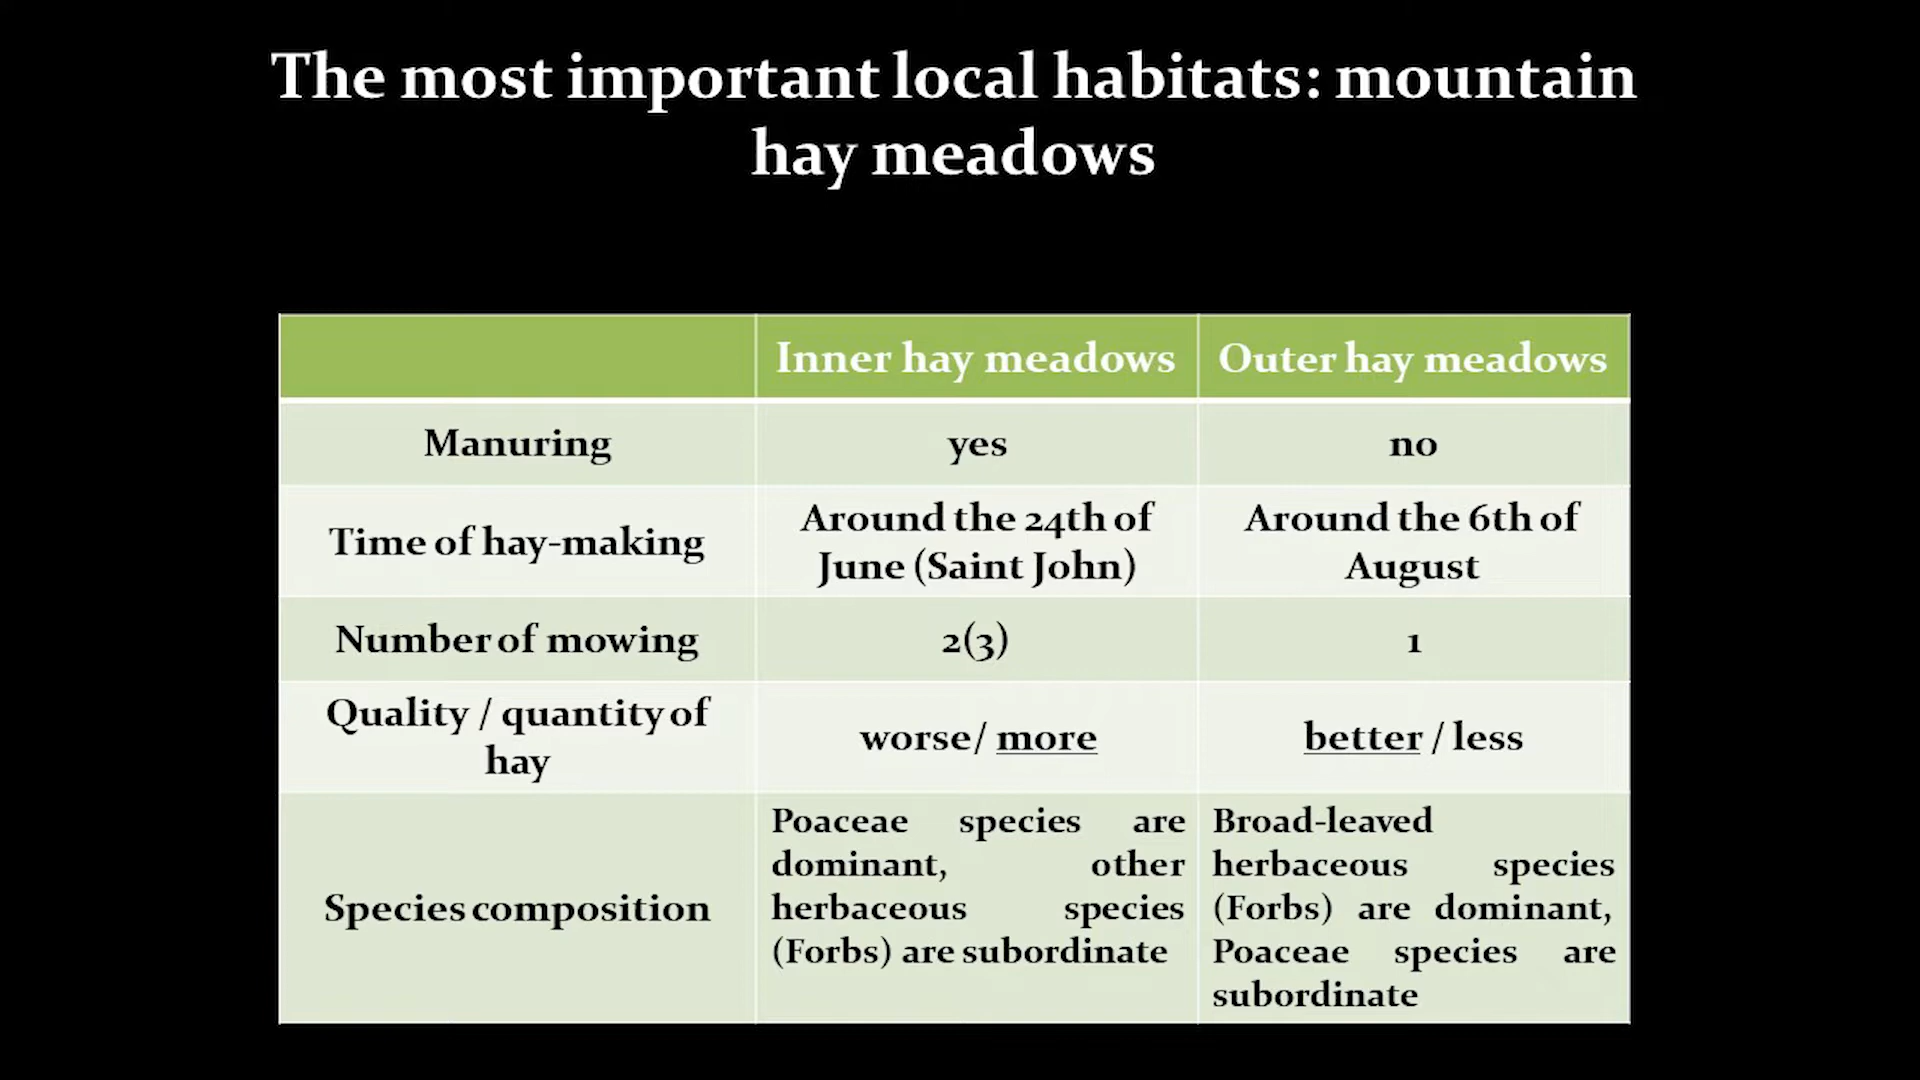 The most important local habitats: mountain
hay meadows
Inner hay meadows
Outer hay meadows
Manuring
yes
no
Time of hay-making
Around the 24th of
June (Saint John)
Around the 6th of
August
Number of mowing
2(3)
1
Quality / quantity of
hay
worse/ more
better / less
Species composition
Poaceae species are
dominant, other
herbaceous species
(Forbs) are subordinate
Broad-leaved
herbaceous species
(Forbs) are dominant,
Poaceae species are
subordinate